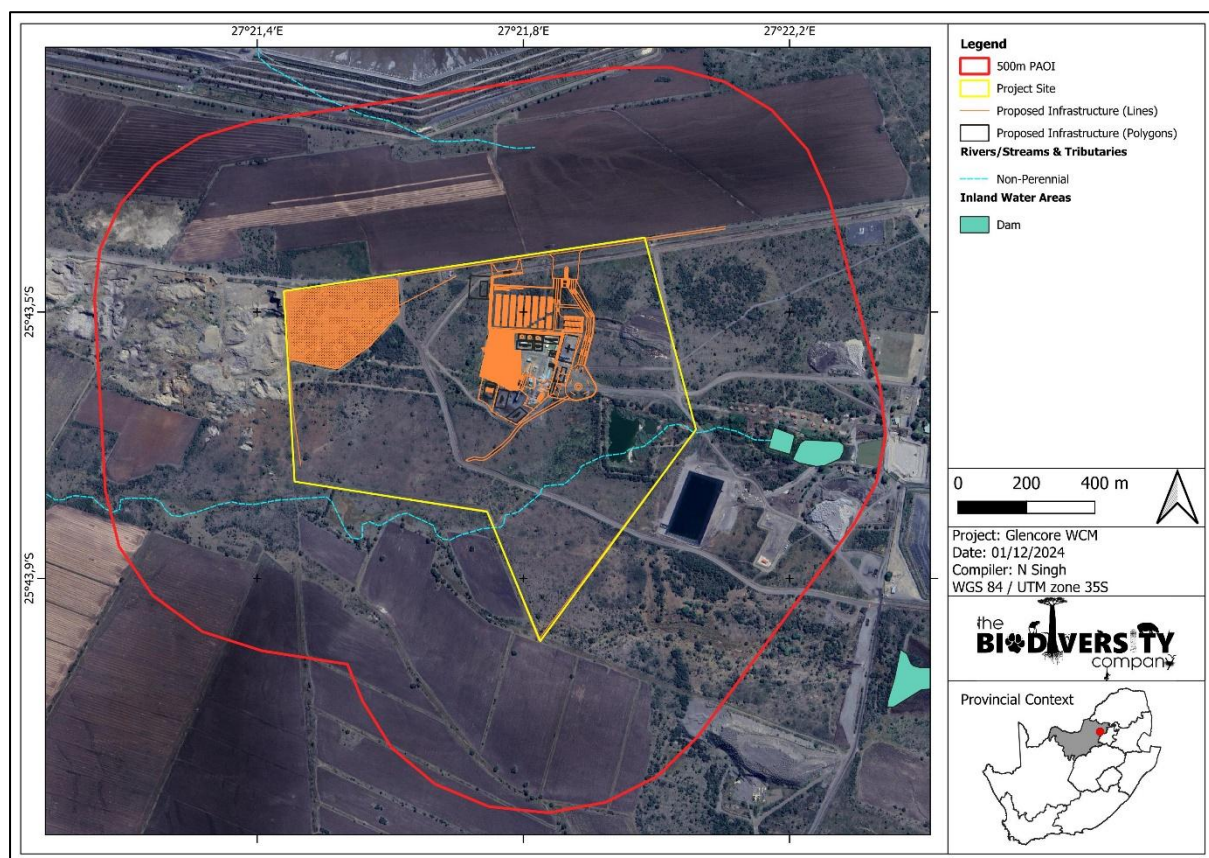 27°21,4'E
27°21,8'E
27°22,2'E
25°43,5'S
25°43,9'S
Legend
500m PAOI
Project Site
Proposed Infrastructure (Lines)
Proposed Infrastructure (Polygons)
Rivers/Streams & Tributaries
Non-Perennial
Inland Water Areas
Dam
0 200 400 m
Project: Glencore WCM
Date: 01/12/2024
Compiler: N Singh
WGS 84 / UTM zone 35S
the
BIODIVERSITY
company
Provincial Context